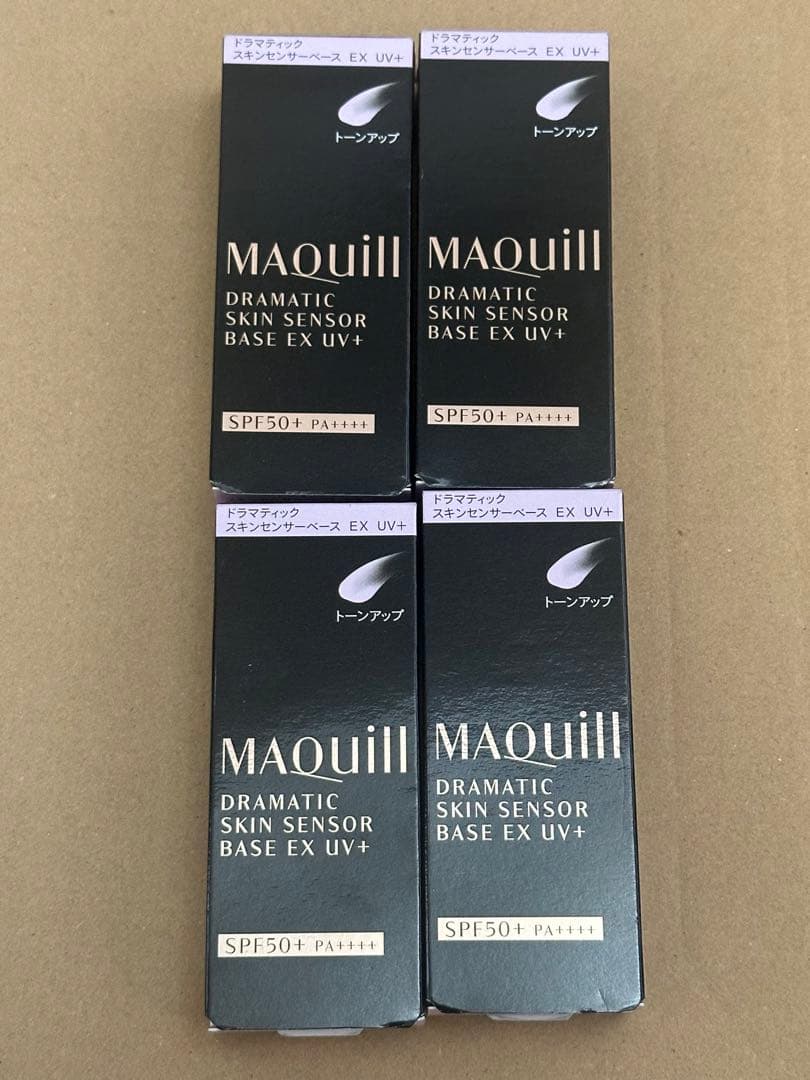 ドラマティック
スキンセンサーベース EX UV+
トーンアップ
MAQuill
DRAMATIC
SKIN SENSOR
BASE EX UV+
SPF50+ PA++++
ドラマティック
スキンセンサーベース EX UV+
トーンアップ
MAQuill
DRAMATIC
SKIN SENSOR
BASE EX UV+
SPF50+ PA++++
ドラマティック
スキンセンサーベース EX UV+
トーンアップ
MAQuill
DRAMATIC
SKIN SENSOR
BASE EX UV+
SPF50+ PA++++
ドラマティック
スキンセンサーベース EX UV+
トーンアップ
MAQuill
DRAMATIC
SKIN SENSOR
BASE EX UV+
SPF50+ PA++++